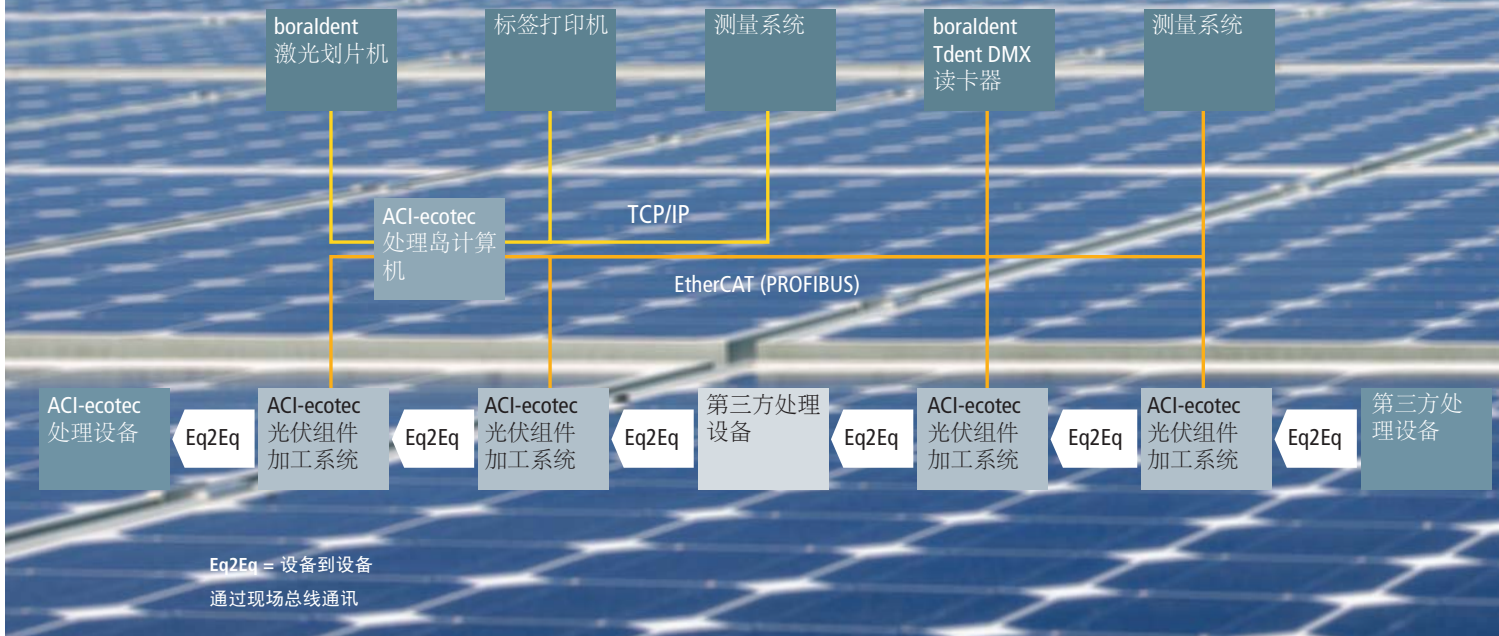 boraIdent
激光划片机
标签打印机
测量系统
boraIdent
TIdent DMX
读卡器
测量系统
ACI-ecotec
处理岛计算
机
TCP/IP
EtherCAT (PROFIBUS)
ACI-ecotec
处理设备
Eq2Eq
ACI-ecotec
光伏组件
加工系统
Eq2Eq
ACI-ecotec
光伏组件
加工系统
Eq2Eq
第三方处理
设备
Eq2Eq
ACI-ecotec
光伏组件
加工系统
Eq2Eq
ACI-ecotec
光伏组件
加工系统
Eq2Eq
第三方处
理设备
Eq2Eq = 设备到设备
通过现场总线通讯